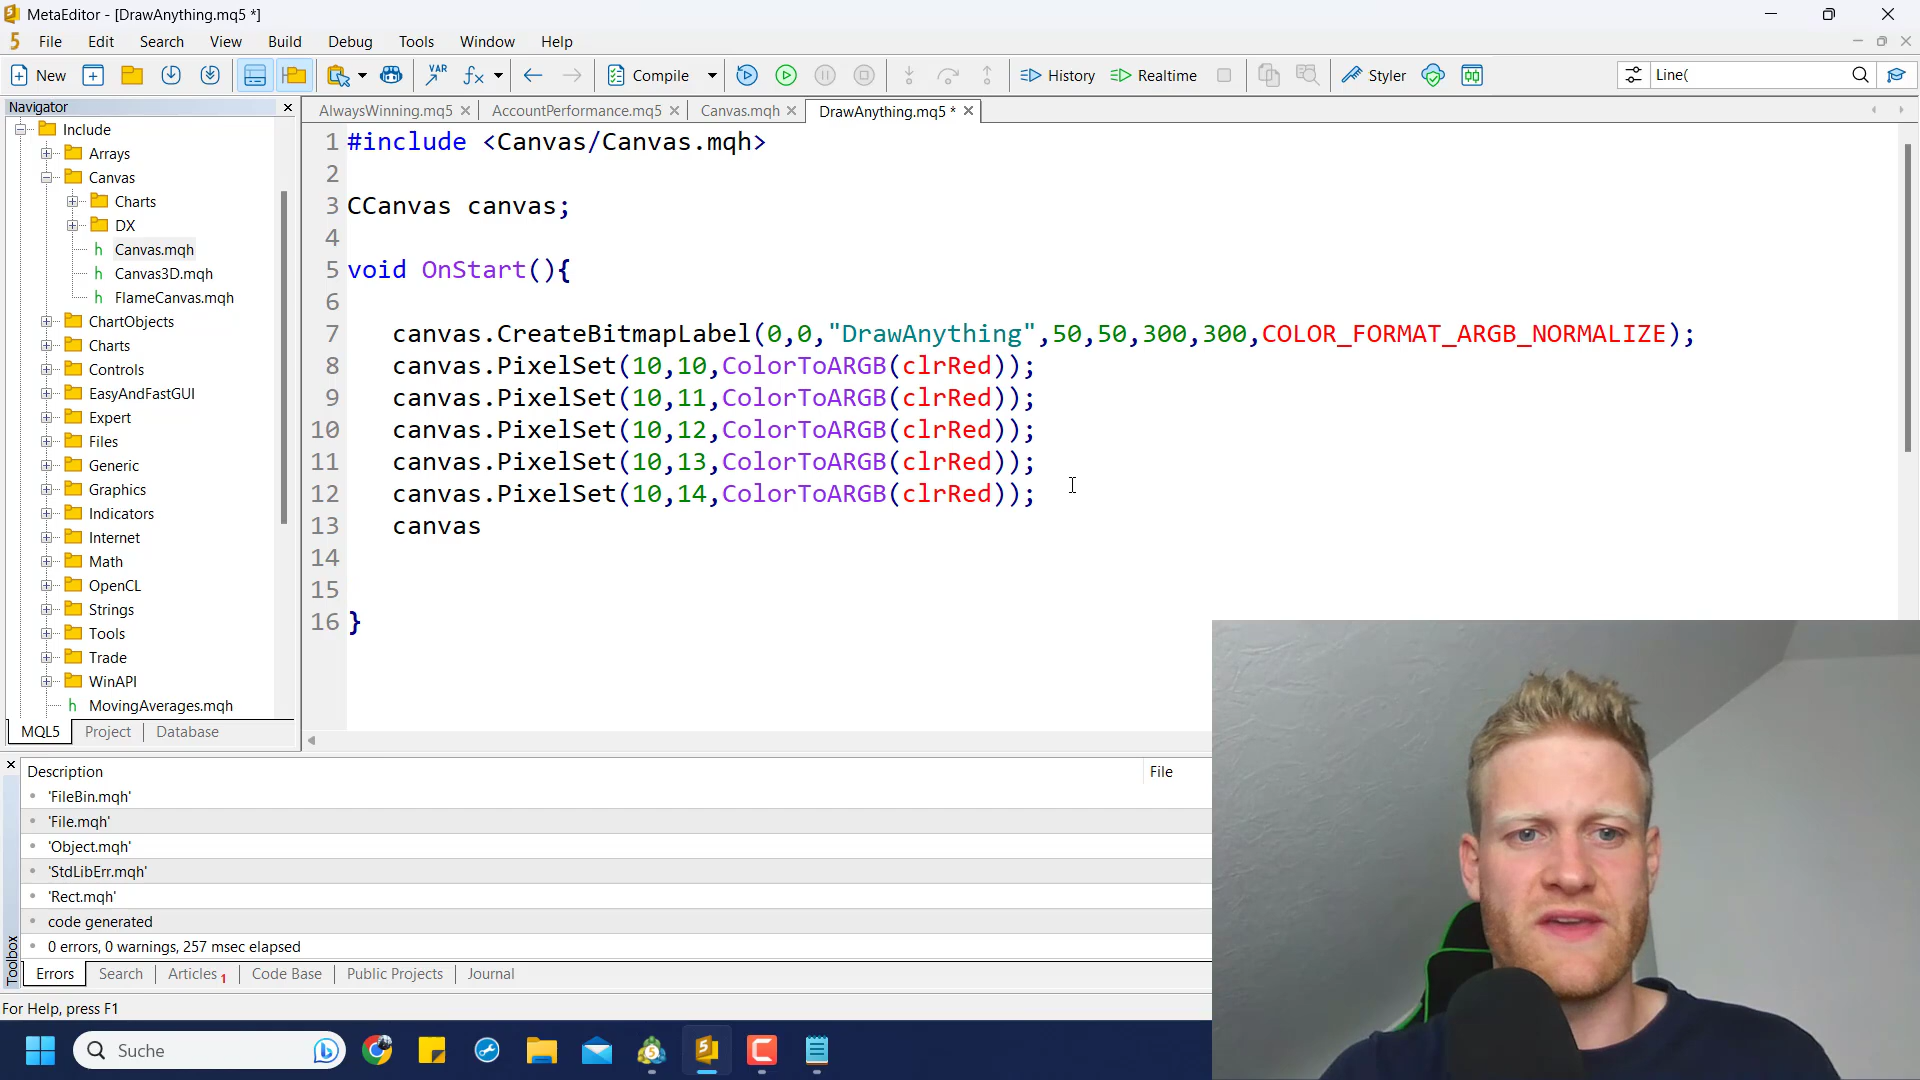 MetaEditor - [DrawAnything.mq5 *]
5 File Edit Search View Build Debug Tools Window Help
New VAR fx Compile History Realtime Styler Line(
Navigator
AlwaysWinning.mq5 AccountPerformance.mq5 Canvas.mqh DrawAnything.mq5 *
Include
Arrays
Canvas
Charts
DX
h Canvas.mqh
h Canvas3D.mqh
h FlameCanvas.mqh
ChartObjects
Charts
Controls
EasyAndFastGUI
Expert
Files
Generic
Graphics
Indicators
Internet
Math
OpenCL
Strings
Tools
Trade
WinAPI
h MovingAverages.mqh
MQL5 Project Database
1 #include <Canvas/Canvas.mqh>
2
3 CCanvas canvas;
4
5 void OnStart(){
6
7 canvas.CreateBitmapLabel(0,0,"DrawAnything",50,50,300,300,COLOR_FORMAT_ARGB_NORMALIZE);
8 canvas.PixelSet(10,10,ColorToARGB(clrRed));
9 canvas.PixelSet(10,11,ColorToARGB(clrRed));
10 canvas.PixelSet(10,12,ColorToARGB(clrRed));
11 canvas.PixelSet(10,13,ColorToARGB(clrRed));
12 canvas.PixelSet(10,14,ColorToARGB(clrRed));
13 canvas
14
15
16 }
Description File
'FileBin.mqh'
'File.mqh'
'Object.mqh'
'StdLibErr.mqh'
'Rect.mqh'
code generated
0 errors, 0 warnings, 257 msec elapsed
Toolbox
Errors Search Articles 1 Code Base Public Projects Journal
For Help, press F1
Suche